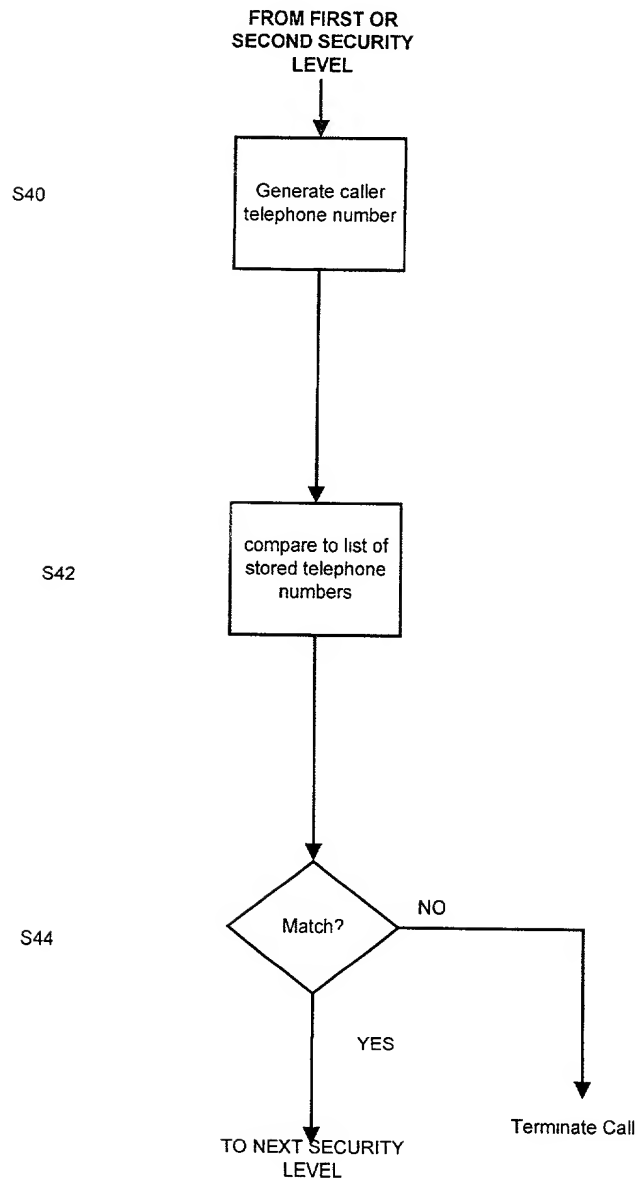 FROM FIRST OR
SECOND SECURITY
LEVEL
S40
Generate caller
telephone number
S42
compare to list of
stored telephone
numbers
S44
Match?
NO
YES
Terminate Call
TO NEXT SECURITY
LEVEL